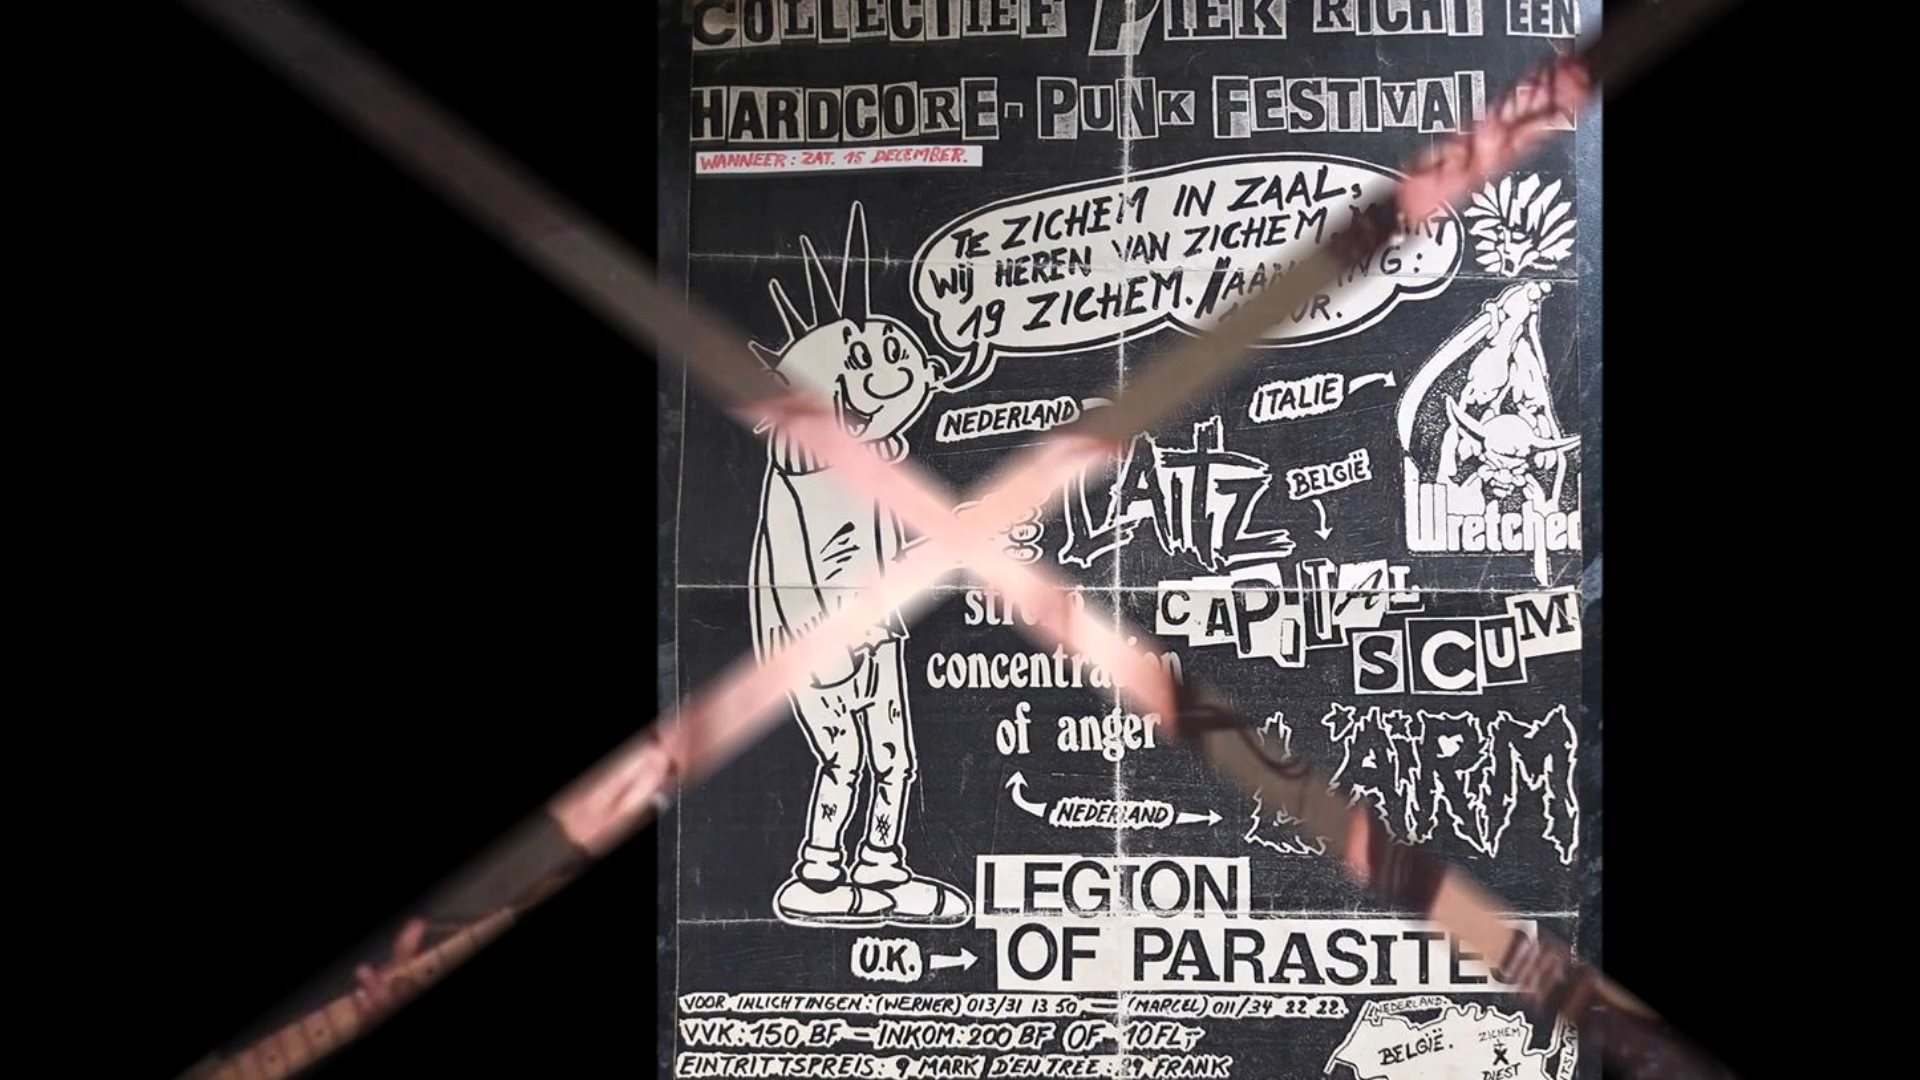 COLLECTIEF PIEK RICHT EEN
HARDCORE-PUNK FESTIVAL
WANNEER: ZAT. 15 DECEMBER.
TE ZICHEM IN ZAAL,
WIJ HEREN VAN ZICHEM.
19 ZICHEM.
NEDERLAND
ITALIE
LAITZ
BELGIË
Wretched
CAPITAL
SCUM
concentration
of anger
NEDERLAND
LÄRM
LEGION
OF PARASITES
U.K.
VOOR INLICHTINGEN: (WERNER) 013/31 13 50 — (MARCEL) 011/34 22 22.
VVK: 150 BF — INKOM: 200 BF OF 10 FL,-
EINTRITTSPREIS: 9 MARK D'ENTREE: 29 FRANK
NEDERLAND.
BELGIË.
ZICHEM
X
DIEST